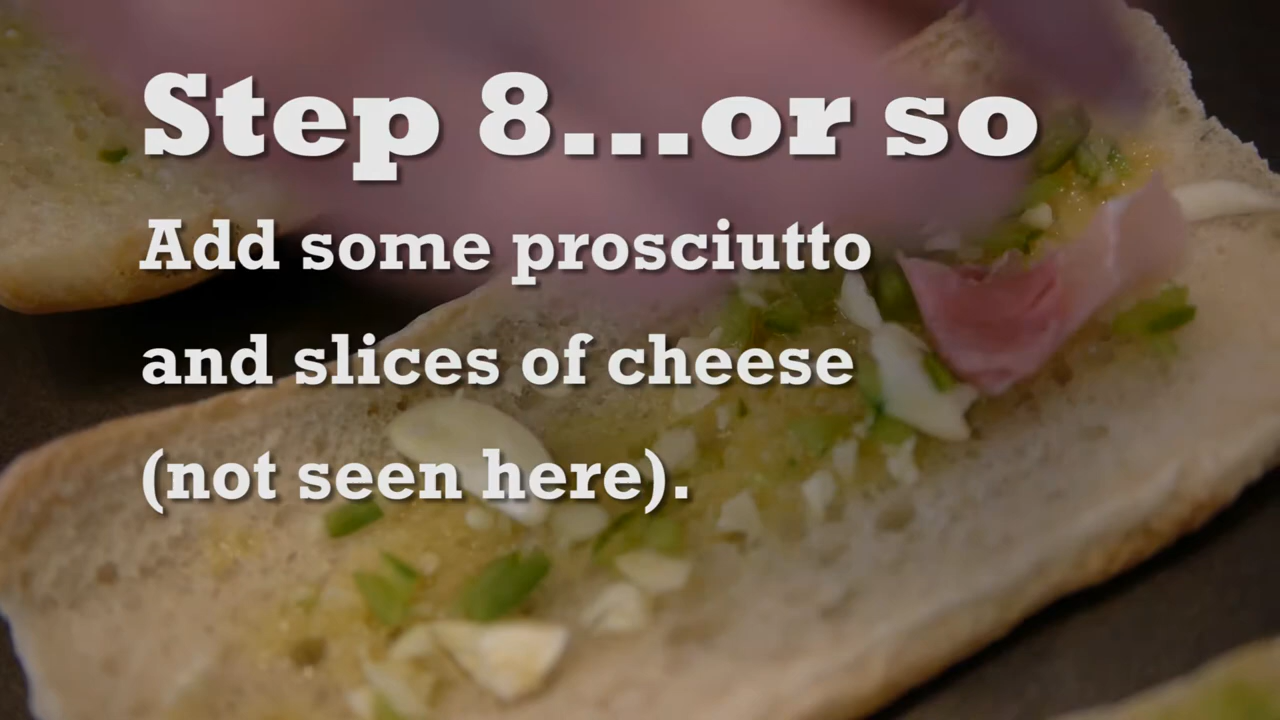 Step 8...or so
Add some prosciutto
and slices of cheese
(not seen here).